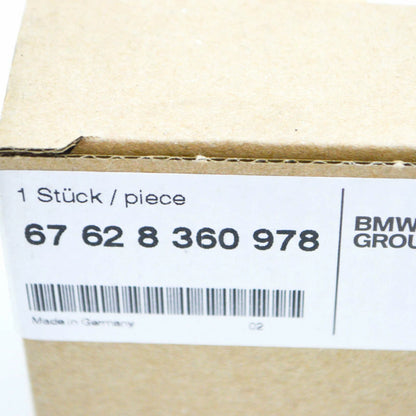 1 Stück / piece
67 62 8 360 978
BMW
GROU
Made in Germany 02